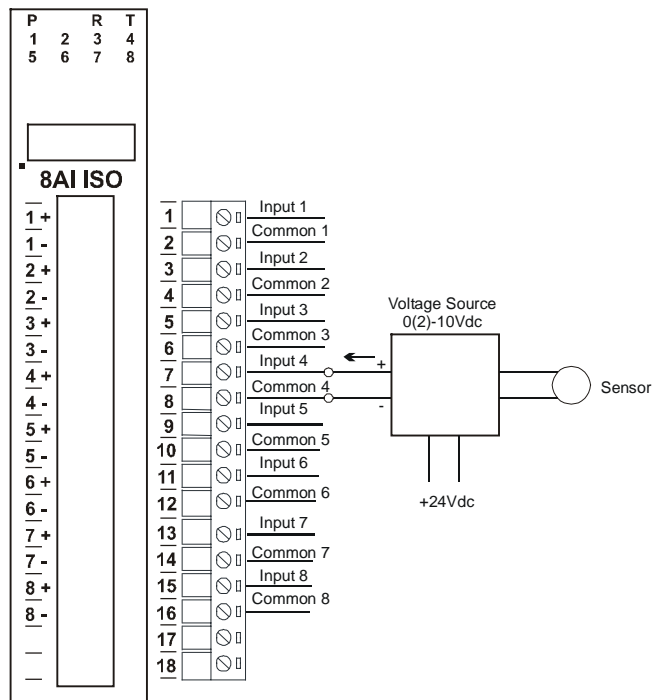 P R T
1 2 3 4
5 6 7 8
8AI ISO
1 +
1 -
2 +
2 -
3 +
3 -
4 +
4 -
5 +
5 -
6 +
6 -
7 +
7 -
8 +
8 -
1 Input 1
2 Common 1
3 Input 2
4 Common 2
5 Input 3
6 Common 3
7 Input 4
8 Common 4
9 Input 5
10 Common 5
11 Input 6
12 Common 6
13 Input 7
14 Common 7
15 Input 8
16 Common 8
17
18
Voltage Source
0(2)-10Vdc
+
-
Sensor
+24Vdc